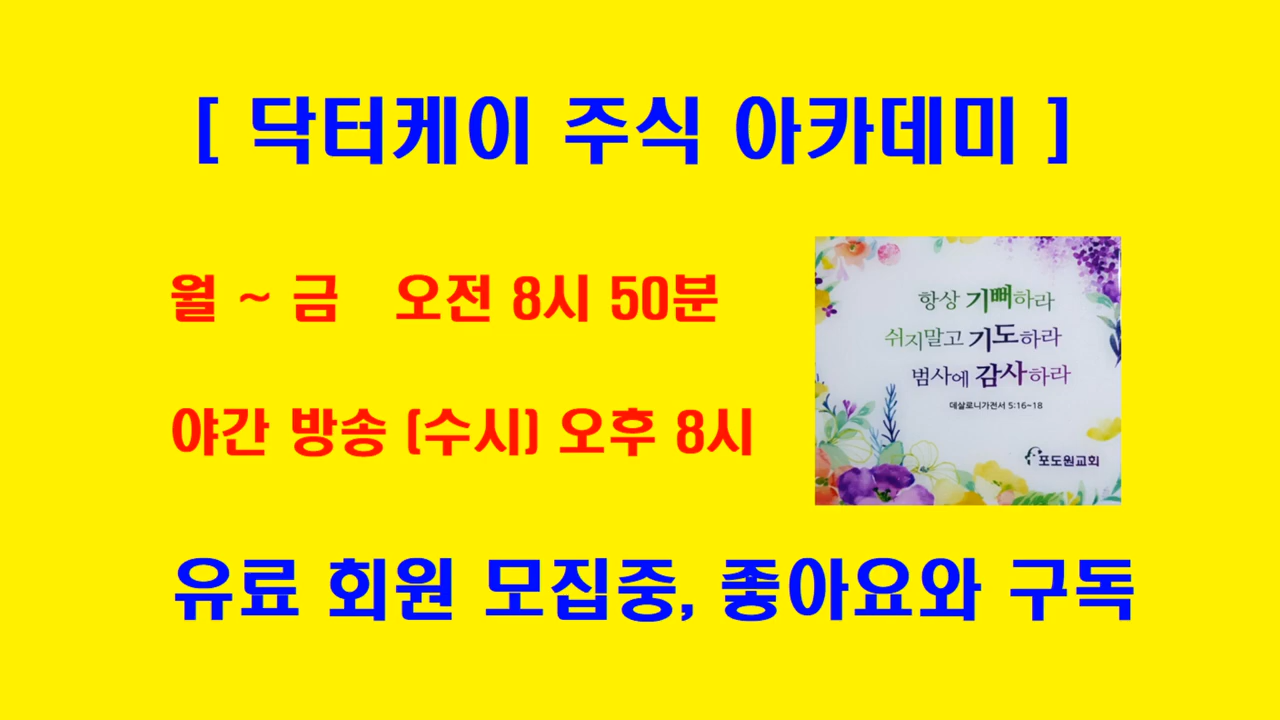 [ 닥터케이 주식 아카데미 ]
월 ~ 금 오전 8시 50분
야간 방송 (수시) 오후 8시
항상 기뻐하라
쉬지말고 기도하라
범사에 감사하라
데살로니가전서 5:16~18
포도원교회
유료 회원 모집중, 좋아요와 구독